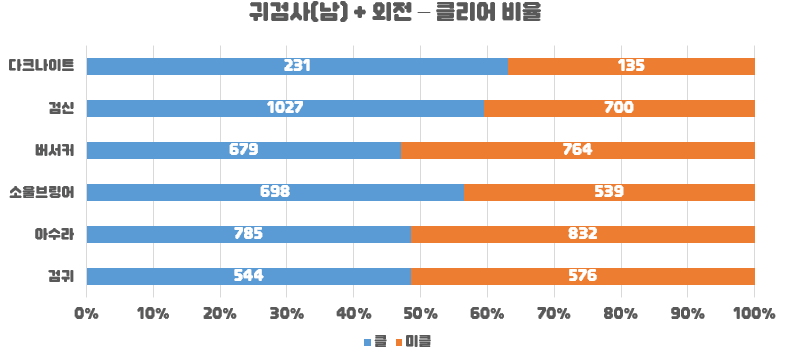 귀검사(남) + 외전 – 클리어 비율
다크나이트 231 135
검신 1027 700
버서커 679 764
소울브링어 698 539
아수라 785 832
검귀 544 576
0% 10% 20% 30% 40% 50% 60% 70% 80% 90% 100%
클 미클